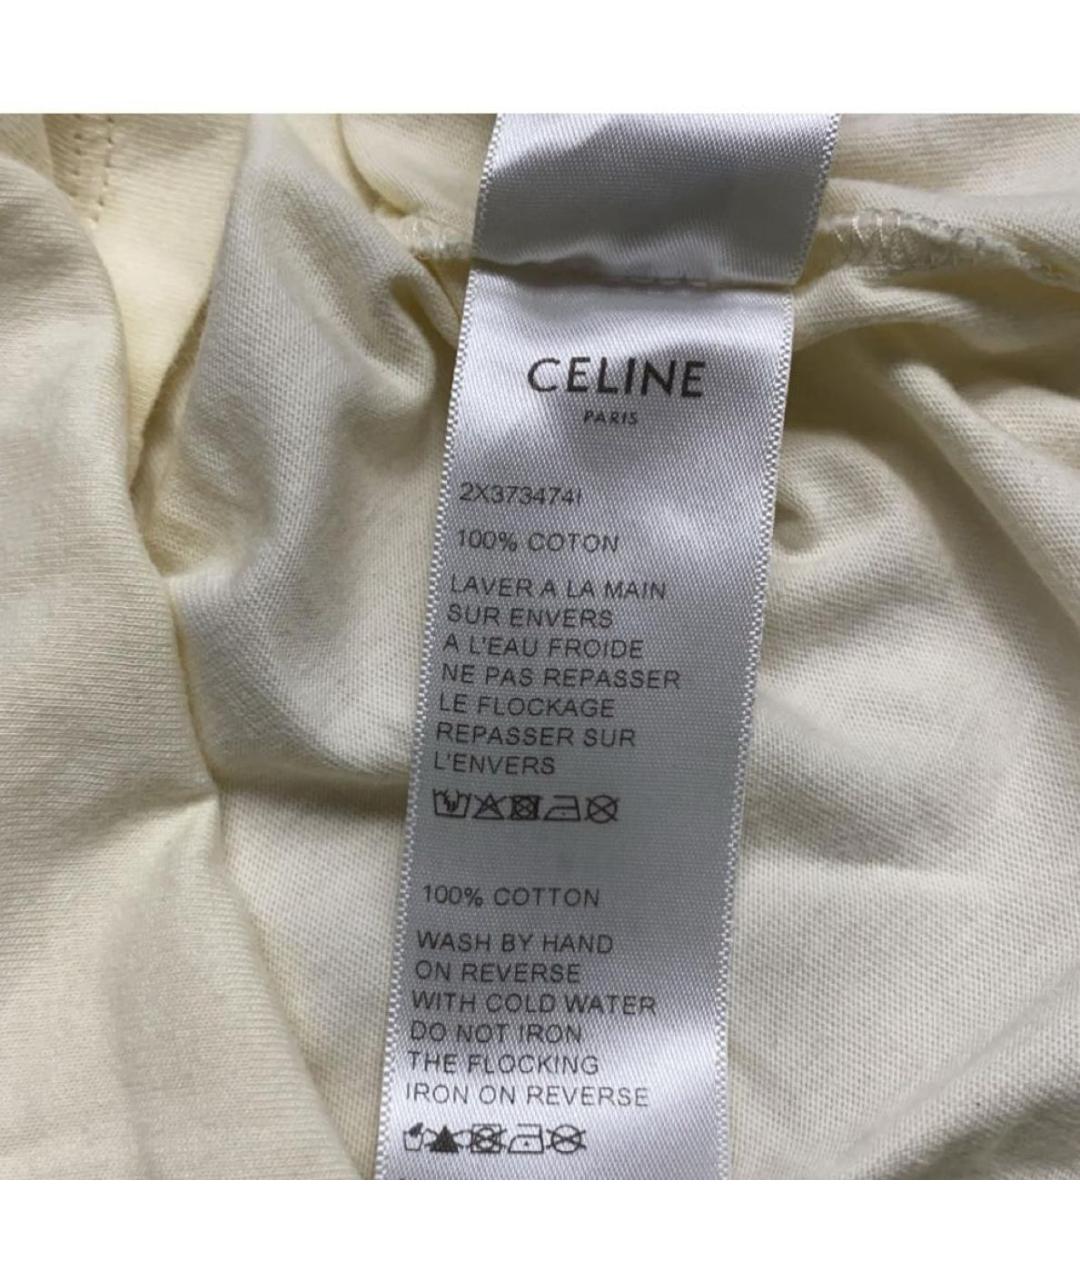 CELINE
PARIS
2X373474I
100% COTON
LAVER A LA MAIN
SUR ENVERS
A L'EAU FROIDE
NE PAS REPASSER
LE FLOCKAGE
REPASSER SUR
L'ENVERS
100% COTTON
WASH BY HAND
ON REVERSE
WITH COLD WATER
DO NOT IRON
THE FLOCKING
IRON ON REVERSE